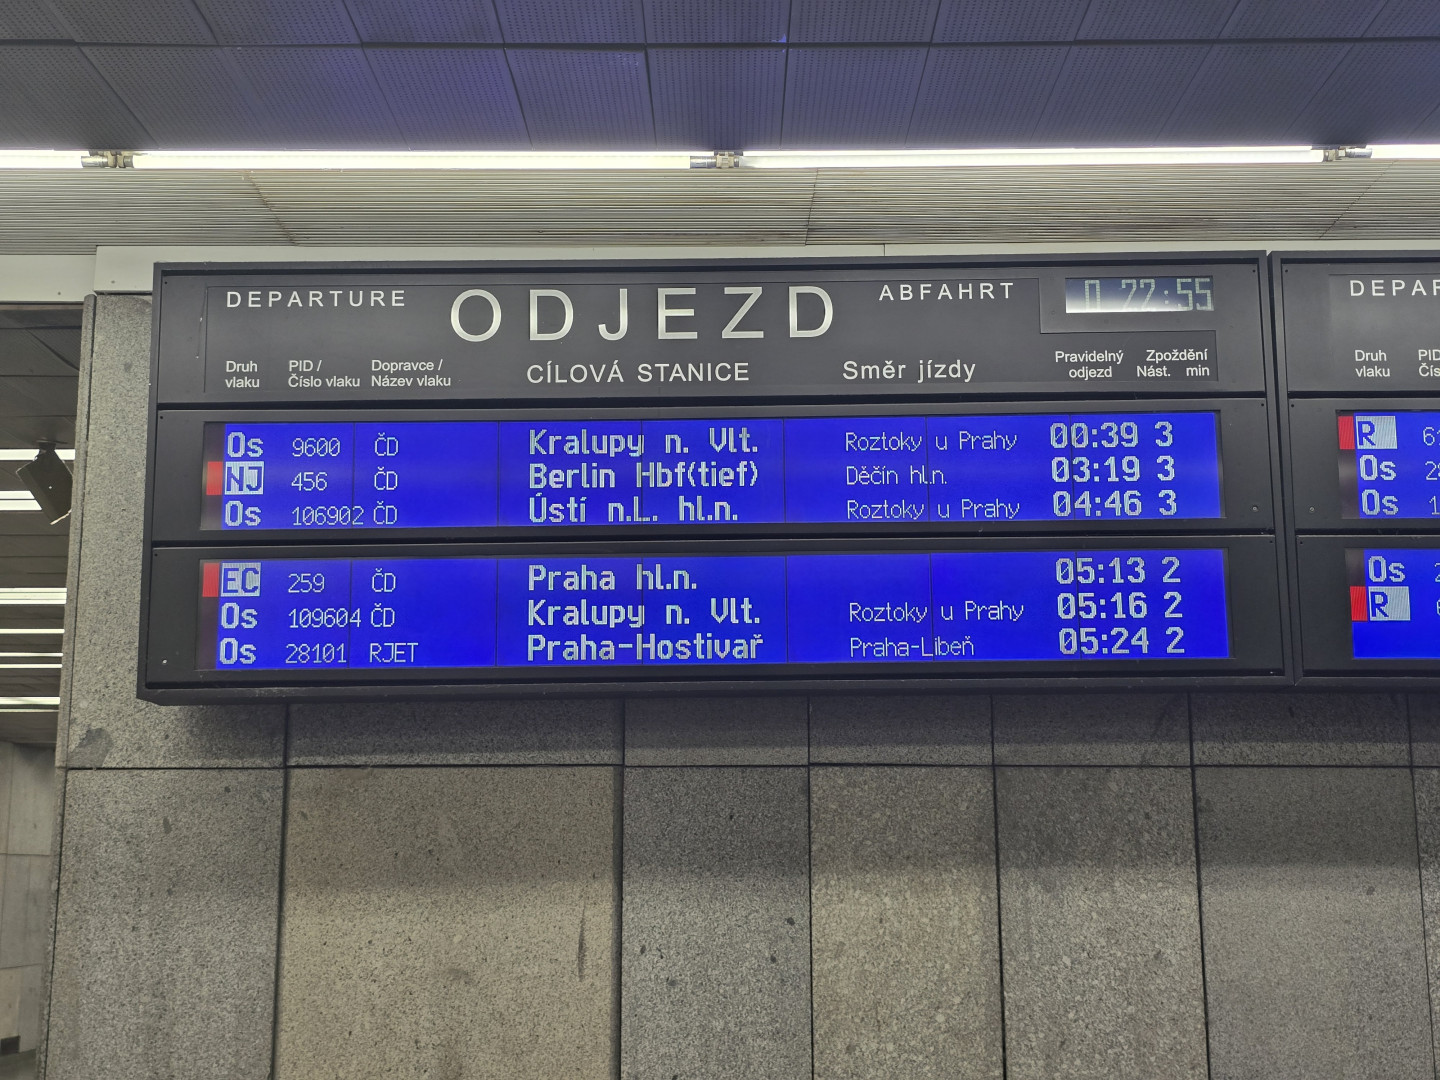 DEPARTURE ODJEZD ABFAHRT 22:55
Druh vlaku PID / Číslo vlaku Dopravce / Název vlaku CÍLOVÁ STANICE Směr jízdy Pravidelný odjezd Zpoždění Nást. min
Os 9600 ČD Kralupy n. Vlt. Roztoky u Prahy 00:39 3
NJ 456 ČD Berlin Hbf(tief) Děčín hl.n. 03:19 3
Os 106902 ČD Ústí n.L. hl.n. Roztoky u Prahy 04:46 3
EC 259 ČD Praha hl.n. 05:13 2
Os 109604 ČD Kralupy n. Vlt. Roztoky u Prahy 05:16 2
Os 28101 RJET Praha-Hostivař Praha-Libeň 05:24 2
Druh vlaku
R
Os
Os
Os
R